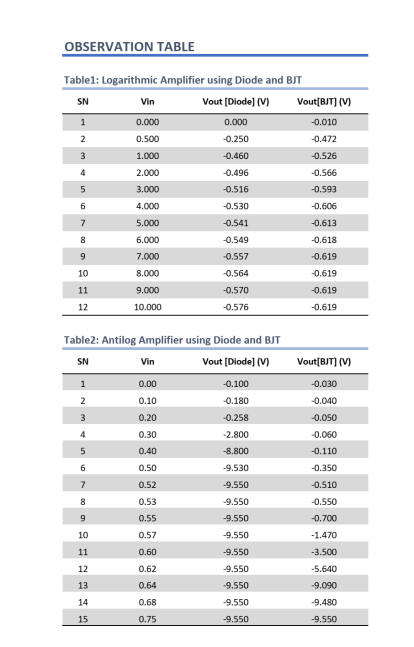 OBSERVATION TABLE
Table1: Logarithmic Amplifier using Diode and BJT
SN Vin Vout [Diode] (V) Vout[BJT] (V)
1 0.000 0.000 -0.010
2 0.500 -0.250 -0.472
3 1.000 -0.460 -0.526
4 2.000 -0.496 -0.566
5 3.000 -0.516 -0.593
6 4.000 -0.530 -0.606
7 5.000 -0.541 -0.613
8 6.000 -0.549 -0.618
9 7.000 -0.557 -0.619
10 8.000 -0.564 -0.619
11 9.000 -0.570 -0.619
12 10.000 -0.576 -0.619
Table2: Antilog Amplifier using Diode and BJT
SN Vin Vout [Diode] (V) Vout[BJT] (V)
1 0.00 -0.100 -0.030
2 0.10 -0.180 -0.040
3 0.20 -0.258 -0.050
4 0.30 -2.800 -0.060
5 0.40 -8.800 -0.110
6 0.50 -9.530 -0.350
7 0.52 -9.550 -0.510
8 0.53 -9.550 -0.550
9 0.55 -9.550 -0.700
10 0.57 -9.550 -1.470
11 0.60 -9.550 -3.500
12 0.62 -9.550 -5.640
13 0.64 -9.550 -9.090
14 0.68 -9.550 -9.480
15 0.75 -9.550 -9.550